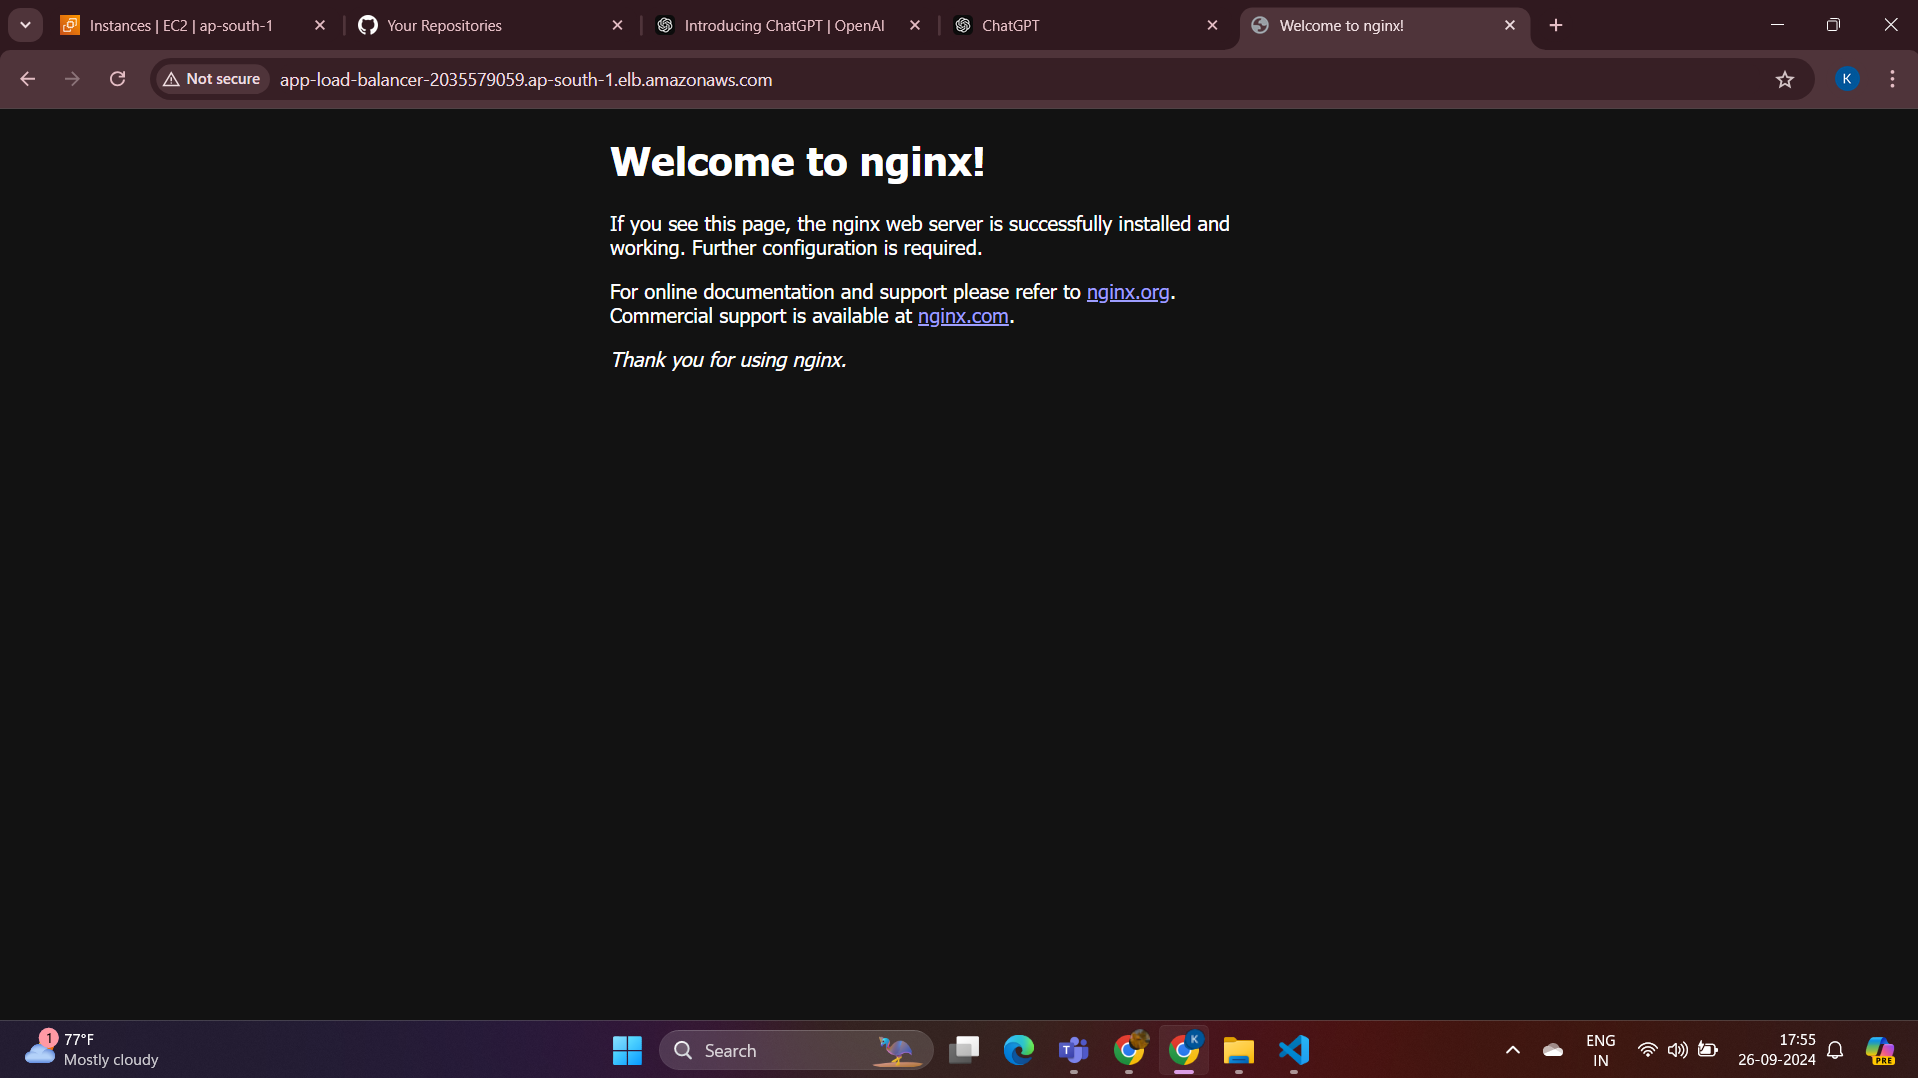 Instances | EC2 | ap-south-1
Your Repositories
Introducing ChatGPT | OpenAI
ChatGPT
Welcome to nginx!
Not secure
app-load-balancer-2035579059.ap-south-1.elb.amazonaws.com
K
Welcome to nginx!
If you see this page, the nginx web server is successfully installed and
working. Further configuration is required.
For online documentation and support please refer to nginx.org.
Commercial support is available at nginx.com.
Thank you for using nginx.
1
77°F
Mostly cloudy
Search
T
K
ENG
IN
17:55
26-09-2024
PRE